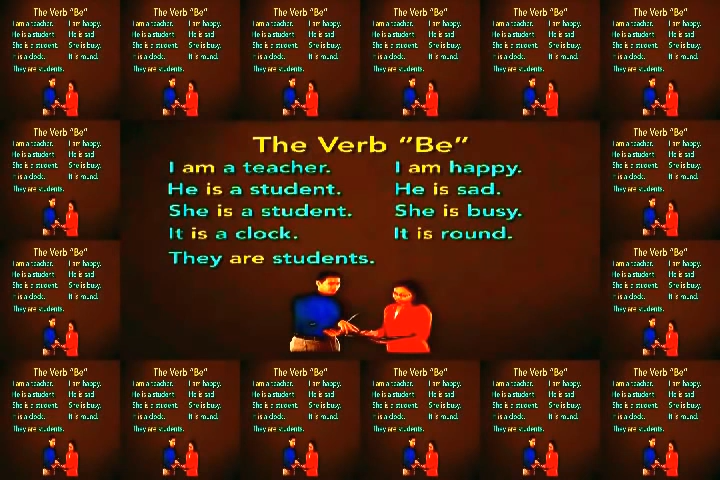 The Verb "Be"
I am a teacher. I am happy.
He is a student. He is sad.
She is a student. She is busy.
It is a clock. It is round.
They are students.